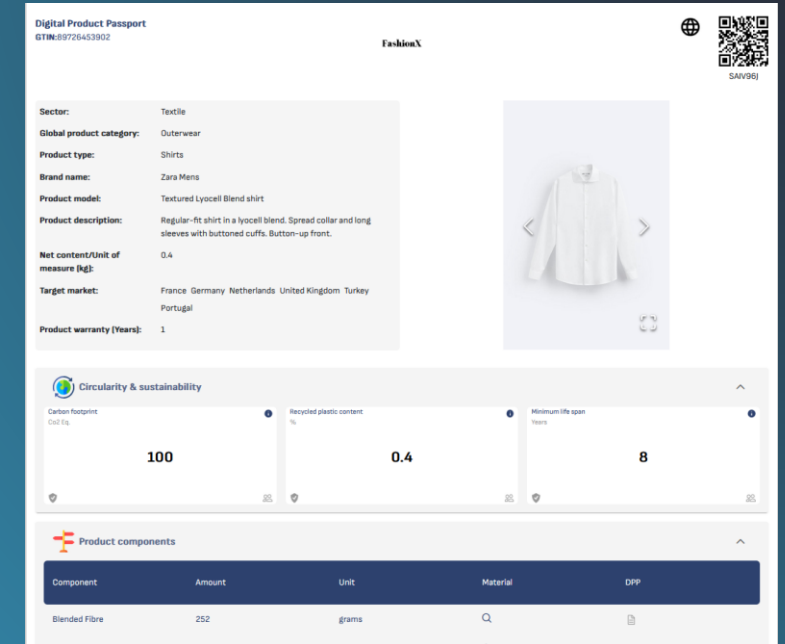 Digital Product Passport
GTIN:89726453902
FashionX
SAIV96J
Sector: Textile
Global product category: Outerwear
Product type: Shirts
Brand name: Zara Mens
Product model: Textured Lyocell Blend shirt
Product description: Regular-fit shirt in a lyocell blend. Spread collar and long
sleeves with buttoned cuffs. Button-up front.
Net content/Unit of 0.4
measure (kg):
Target market: France Germany Netherlands United Kingdom Turkey
Portugal
Product warranty (Years): 1
Circularity & sustainability
Carbon footprint
Co2 Eq.
100
Recycled plastic content
%
0.4
Minimum life span
Years
8
Product components
Component Amount Unit Material DPP
Blended Fibre 252 grams